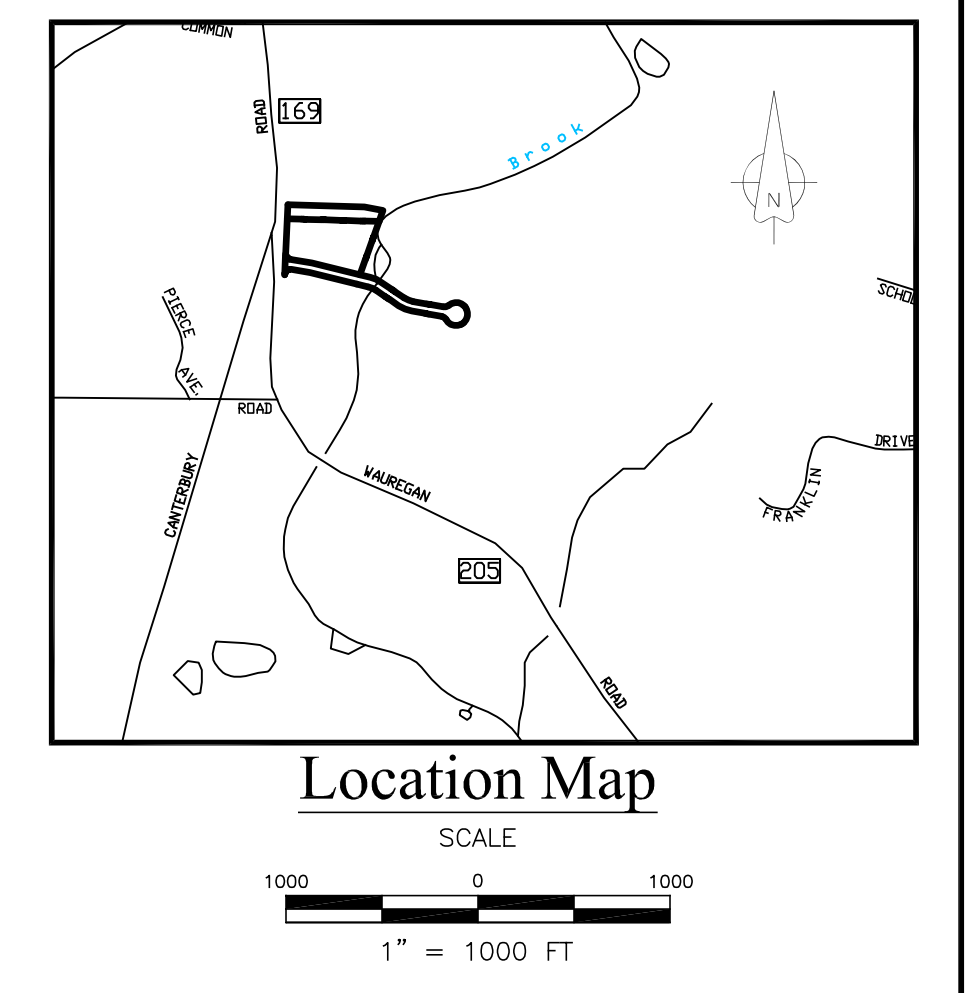 COMMON
ROAD
169
Brook
N
PIERCE
AVE.
ROAD
CANTERBURY
WAUREGAN
205
ROAD
DRIVE
FRANKLIN
Location Map
SCALE
1000 0 1000
1" = 1000 FT